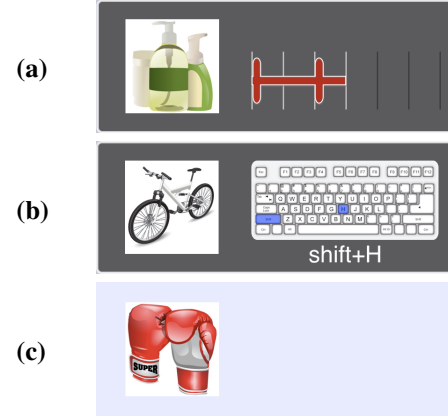 (a)
(b)
Q W E R T Y U I O P
A S D F G H J K L
Z X C V B N M
shift+H
(c)
SUPER